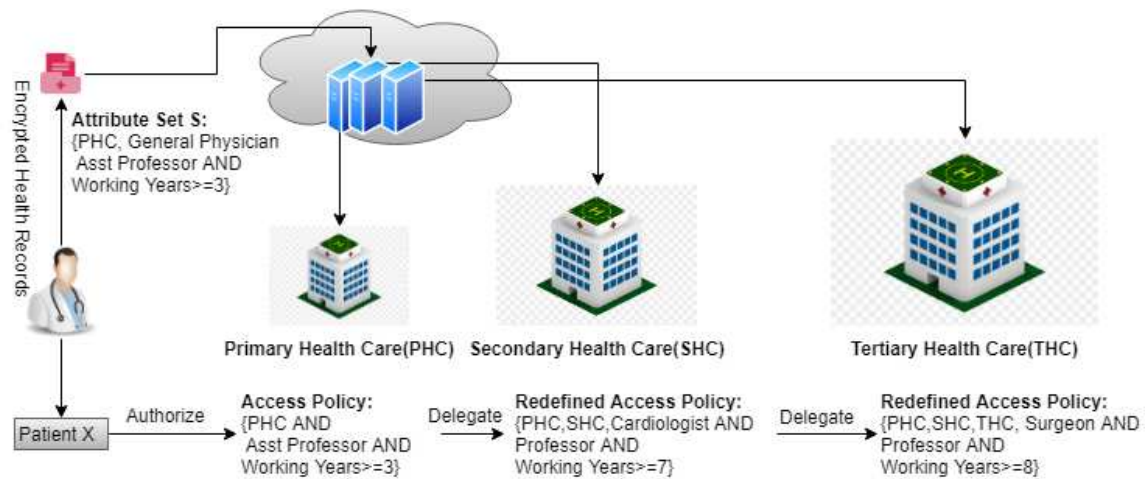 Encrypted Health Records
Attribute Set S:
{PHC, General Physician
Asst Professor AND
Working Years>=3}
Primary Health Care(PHC)
Secondary Health Care(SHC)
Tertiary Health Care(THC)
Patient X
Authorize
Access Policy:
{PHC AND
Asst Professor AND
Working Years>=3}
Delegate
Redefined Access Policy:
{PHC,SHC,Cardiologist AND
Professor AND
Working Years>=7}
Delegate
Redefined Access Policy:
{PHC,SHC,THC, Surgeon AND
Professor AND
Working Years>=8}